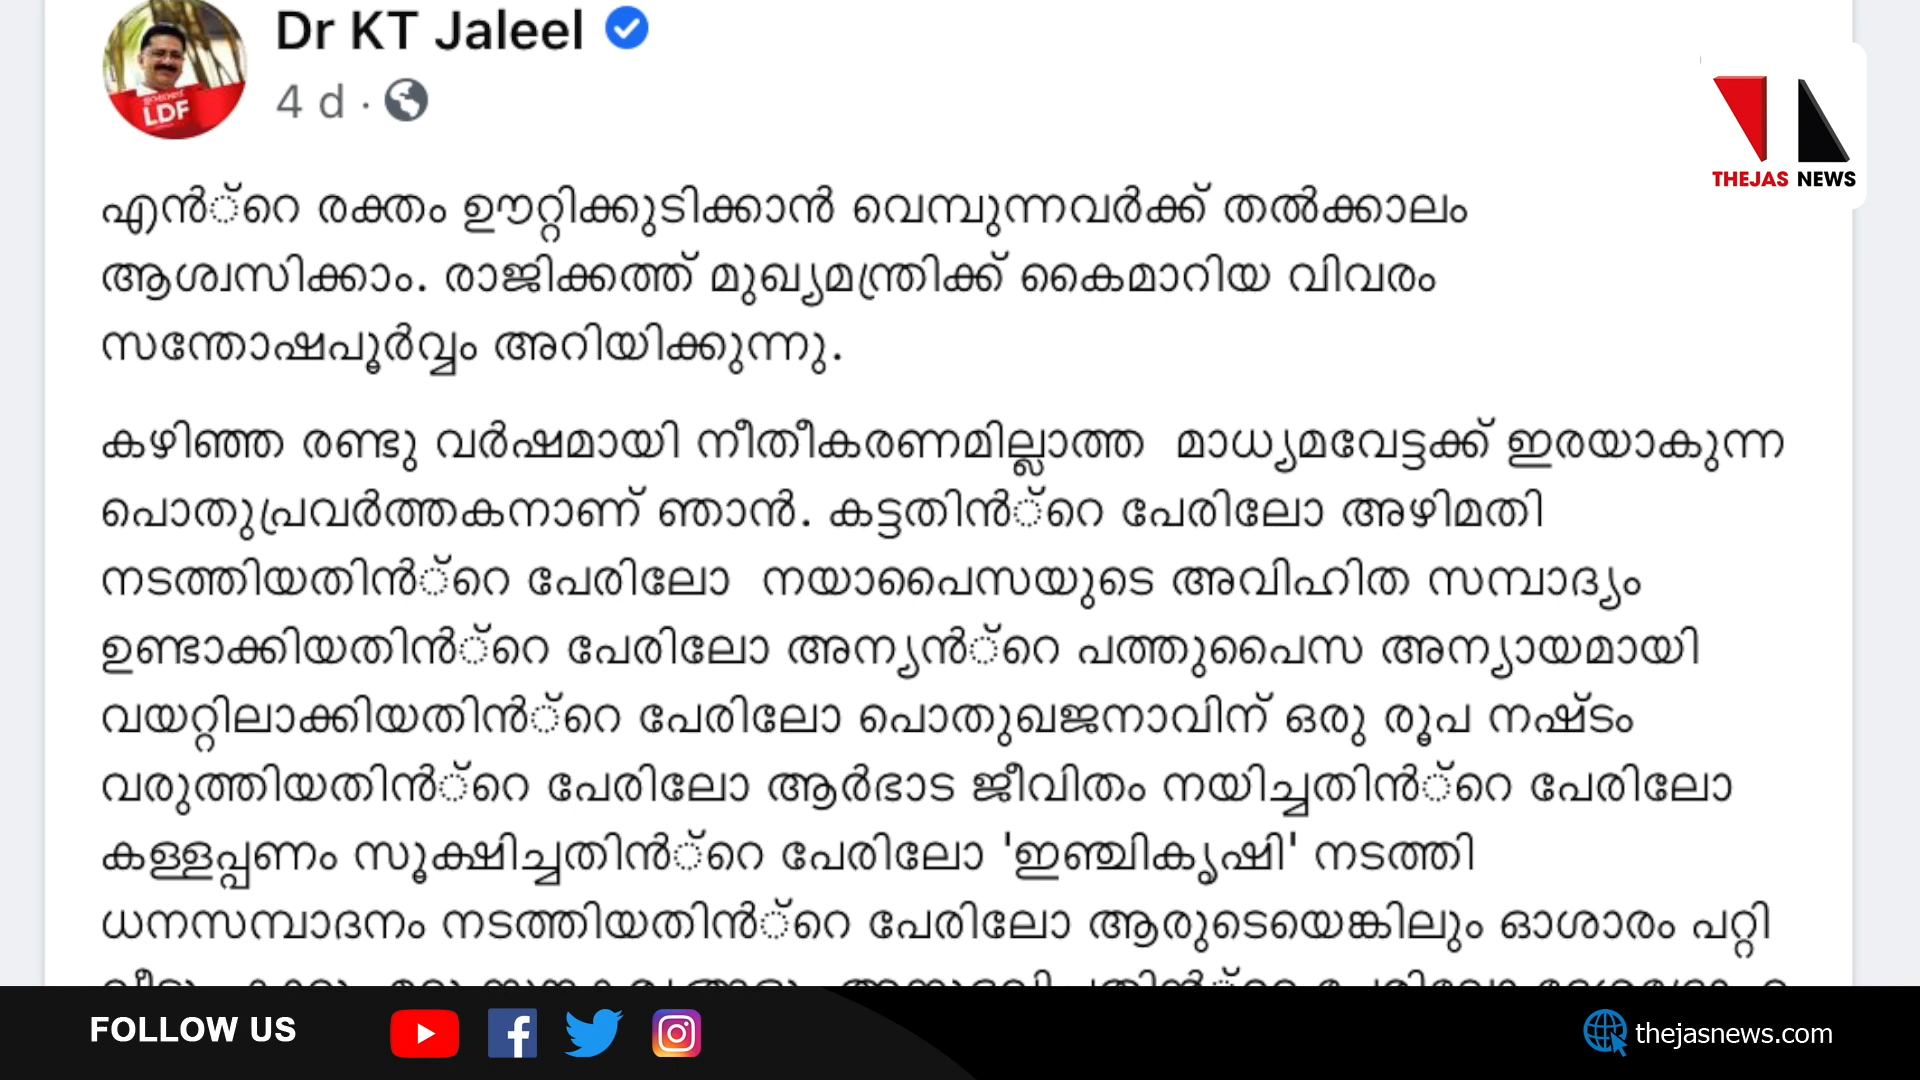 Dr KT Jaleel
4 d ·
LDF
THEJAS NEWS
എൻ്റെ രക്തം ഊറ്റിക്കുടിക്കാൻ വെമ്പുന്നവർക്ക് തൽക്കാലം
ആശ്വസിക്കാം. രാജിക്കത്ത് മുഖ്യമന്ത്രിക്ക് കൈമാറിയ വിവരം
സന്തോഷപൂർവ്വം അറിയിക്കുന്നു.
കഴിഞ്ഞ രണ്ടു വർഷമായി നീതീകരണമില്ലാത്ത മാധ്യമവേട്ടക്ക് ഇരയാകുന്ന
പൊതുപ്രവർത്തകനാണ് ഞാൻ. കട്ടതിൻ്റെ പേരിലോ അഴിമതി
നടത്തിയതിൻ്റെ പേരിലോ നയാപൈസയുടെ അവിഹിത സമ്പാദ്യം
ഉണ്ടാക്കിയതിൻ്റെ പേരിലോ അന്യൻ്റെ പത്തുപൈസ അന്യായമായി
വയറ്റിലാക്കിയതിൻ്റെ പേരിലോ പൊതുഖജനാവിന് ഒരു രൂപ നഷ്ടം
വരുത്തിയതിൻ്റെ പേരിലോ ആർഭാട ജീവിതം നയിച്ചതിൻ്റെ പേരിലോ
കള്ളപ്പണം സൂക്ഷിച്ചതിൻ്റെ പേരിലോ 'ഇഞ്ചികൃഷി' നടത്തി
ധനസമ്പാദനം നടത്തിയതിൻ്റെ പേരിലോ ആരുടെയെങ്കിലും ഓശാരം പറ്റി
FOLLOW US
thejasnews.com